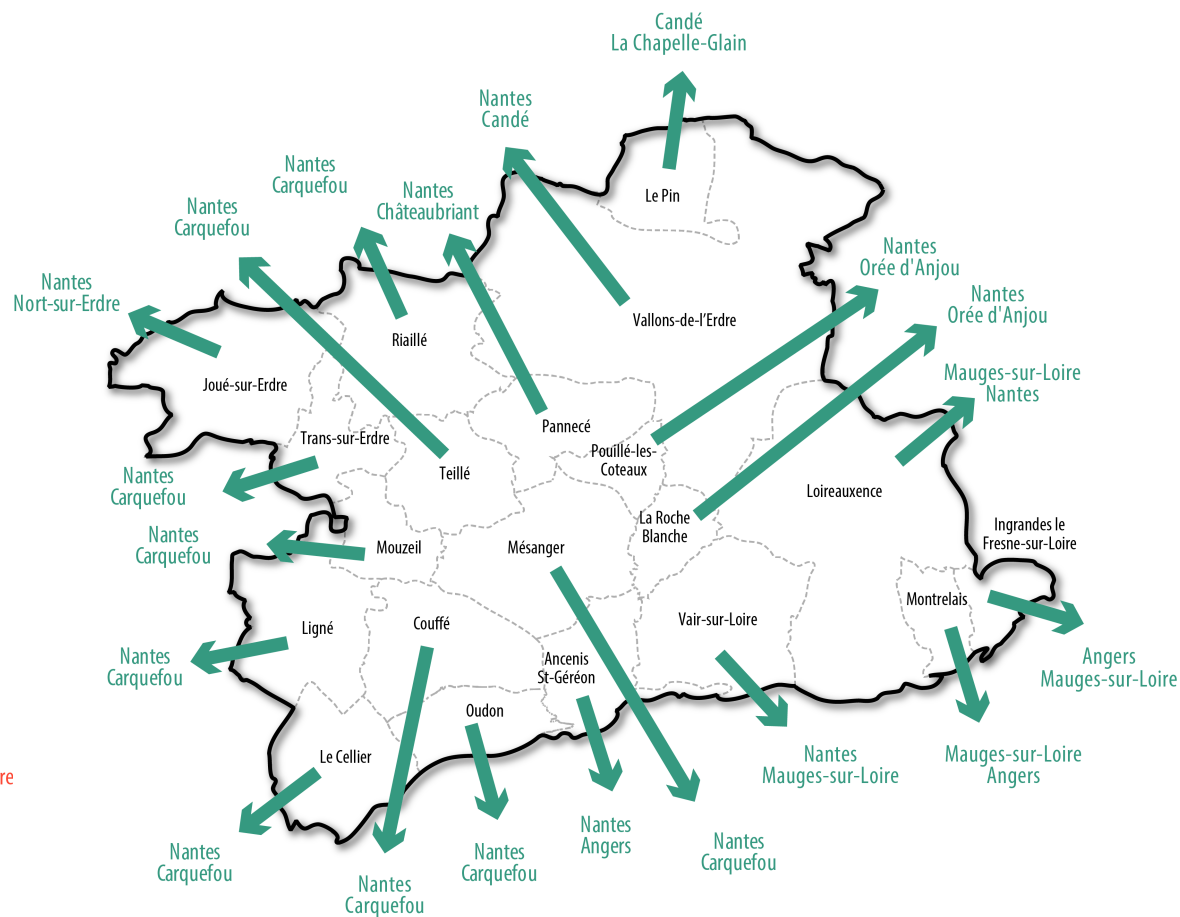 Candé
La Chapelle-Glain
Nantes
Candé
Nantes
Carquefou
Nantes
Châteaubriant
Nantes
Carquefou
Le Pin
Nantes
Orée d'Anjou
Nantes
Nort-sur-Erdre
Nantes
Orée d'Anjou
Vallons-de-l'Erdre
Riaillé
Joué-sur-Erdre
Mauges-sur-Loire
Nantes
Pannecé
Trans-sur-Erdre
Pouillé-les-
Coteaux
Teillé
Nantes
Carquefou
Loireauxence
La Roche
Blanche
Ingrandes le
Fresne-sur-Loire
Nantes
Carquefou
Mouzeil
Mésanger
Montrelais
Vair-sur-Loire
Ligné
Couffé
Nantes
Carquefou
Ancenis
St-Géréon
Angers
Mauges-sur-Loire
Oudon
Le Cellier
Nantes
Mauges-sur-Loire
Mauges-sur-Loire
Angers
re
Nantes
Angers
Nantes
Carquefou
Nantes
Carquefou
Nantes
Carquefou
Nantes
Carquefou